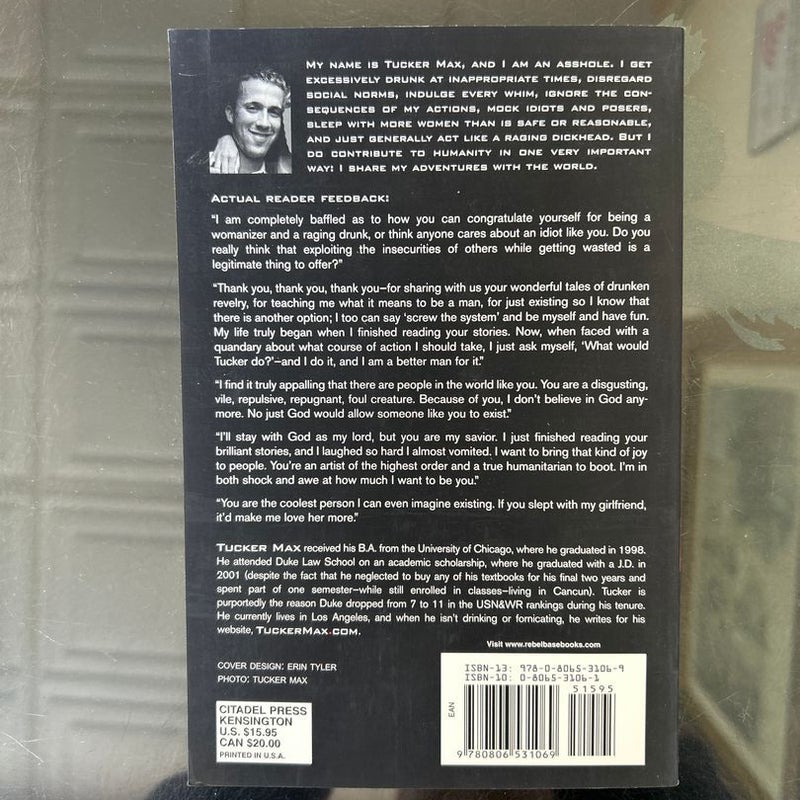 MY NAME IS TUCKER MAX, AND I AM AN ASSHOLE. I GET
EXCESSIVELY DRUNK AT INAPPROPRIATE TIMES, DISREGARD
SOCIAL NORMS, INDULGE EVERY WHIM, IGNORE THE CON-
SEQUENCES OF MY ACTIONS, MOCK IDIOTS AND POSERS,
SLEEP WITH MORE WOMEN THAN IS SAFE OR REASONABLE,
AND JUST GENERALLY ACT LIKE A RAGING DICKHEAD. BUT I
DO CONTRIBUTE TO HUMANITY IN ONE VERY IMPORTANT
WAY: I SHARE MY ADVENTURES WITH THE WORLD.
ACTUAL READER FEEDBACK:
"I am completely baffled as to how you can congratulate yourself for being a
womanizer and a raging drunk, or think anyone cares about an idiot like you. Do you
really think that exploiting the insecurities of others while getting wasted is a
legitimate thing to offer?"
"Thank you, thank you, thank you—for sharing with us your wonderful tales of drunken
revelry, for teaching me what it means to be a man, for just existing so I know that
there is another option; I too can say 'screw the system' and be myself and have fun.
My life truly began when I finished reading your stories. Now, when faced with a
quandary about what course of action I should take, I just ask myself, 'What would
Tucker do?'—and I do it, and I am a better man for it."
"I find it truly appalling that there are people in the world like you. You are a disgusting,
vile, repulsive, repugnant, foul creature. Because of you, I don't believe in God any-
more. No just God would allow someone like you to exist."
"I'll stay with God as my lord, but you are my savior. I just finished reading your
brilliant stories, and I laughed so hard I almost vomited. I want to bring that kind of joy
to people. You're an artist of the highest order and a true humanitarian to boot. I'm in
both shock and awe at how much I want to be you."
"You are the coolest person I can even imagine existing. If you slept with my girlfriend,
it'd make me love her more."
TUCKER MAX received his B.A. from the University of Chicago, where he graduated in 1998.
He attended Duke Law School on an academic scholarship, where he graduated with a J.D. in
2001 (despite the fact that he neglected to buy any of his textbooks for his final two years and
spent part of one semester—while still enrolled in classes—living in Cancun). Tucker is
purportedly the reason Duke dropped from 7 to 11 in the USN&WR rankings during his tenure.
He currently lives in Los Angeles, and when he isn't drinking or fornicating, he writes for his
website, TUCKERMAX.COM.
Visit www.rebelbasebooks.com
COVER DESIGN: ERIN TYLER
PHOTO: TUCKER MAX
CITADEL PRESS
KENSINGTON
U.S. $15.95
CAN $20.00
PRINTED IN U.S.A.
ISBN-13: 978-0-8065-3106-9
ISBN-10: 0-8065-3106-1
51595
EAN
9 780806 531069